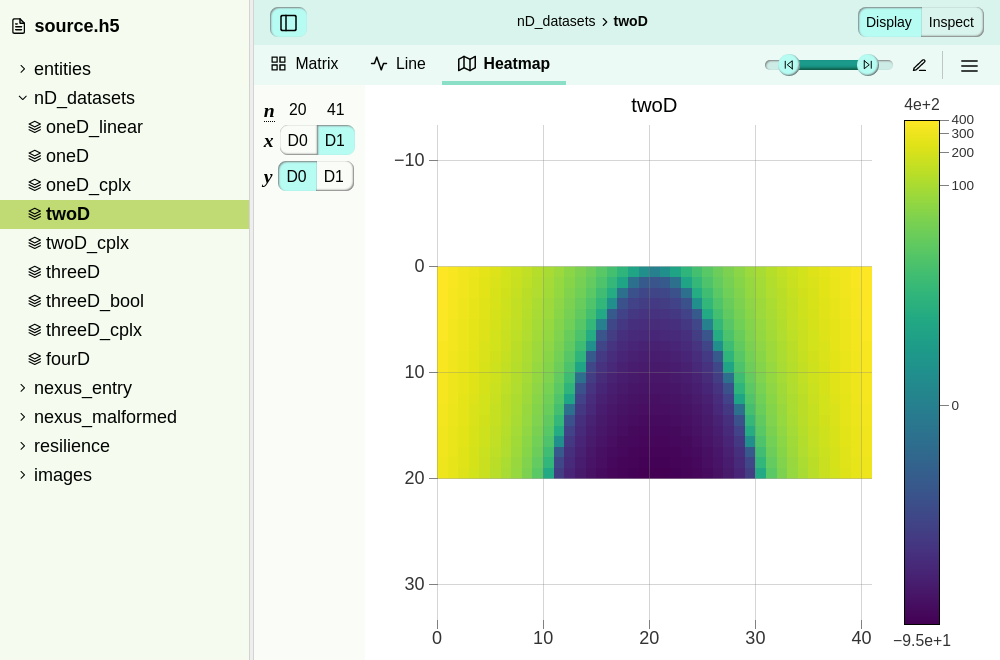 source.h5
entities
nD_datasets
oneD_linear
oneD
oneD_cplx
twoD
twoD_cplx
threeD
threeD_bool
threeD_cplx
fourD
nexus_entry
nexus_malformed
resilience
images
nD_datasets > twoD
Display Inspect
Matrix Line Heatmap
n 20 41
x D0 D1
y D0 D1
twoD
−10
0
10
20
30
0 10 20 30 40
4e+2
400
300
200
100
0
−9.5e+1